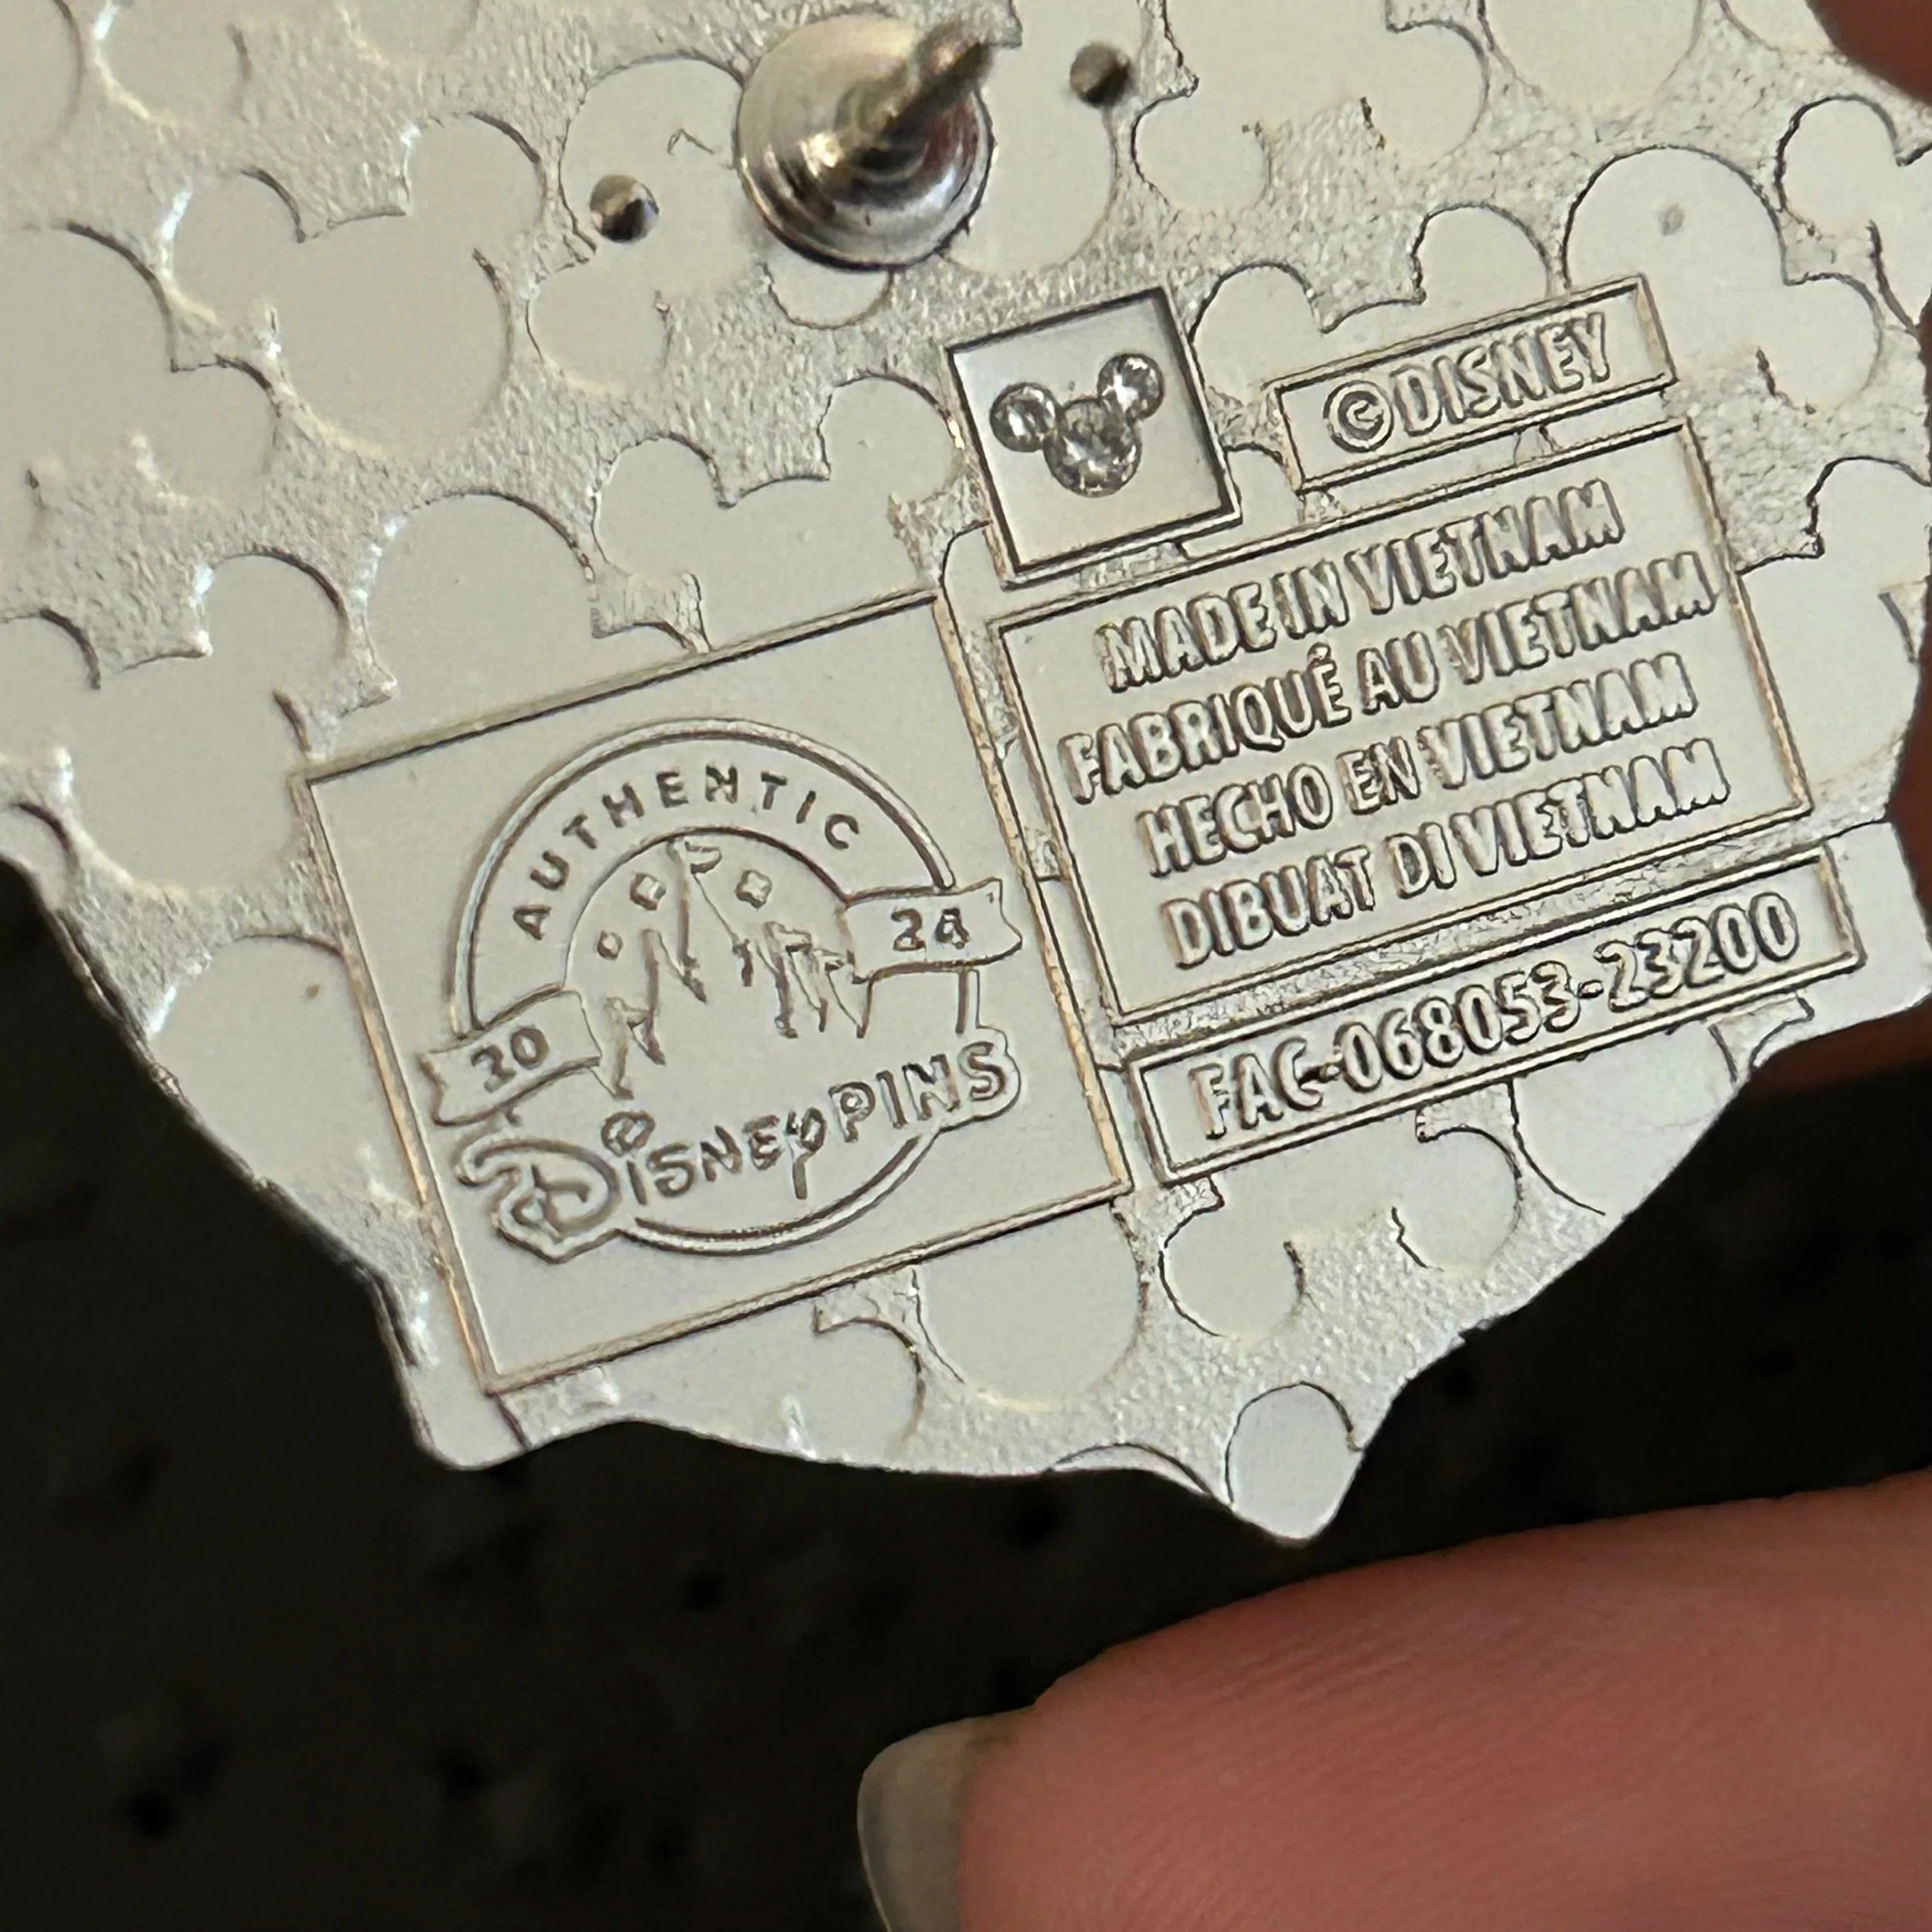 ©DISNEY
MADE IN VIETNAM
FABRIQUÉ AU VIETNAM
HECHO EN VIETNAM
DIBUAT DI VIETNAM
FAC-068053-23200
AUTHENTIC
20 24
DISNEY PINS